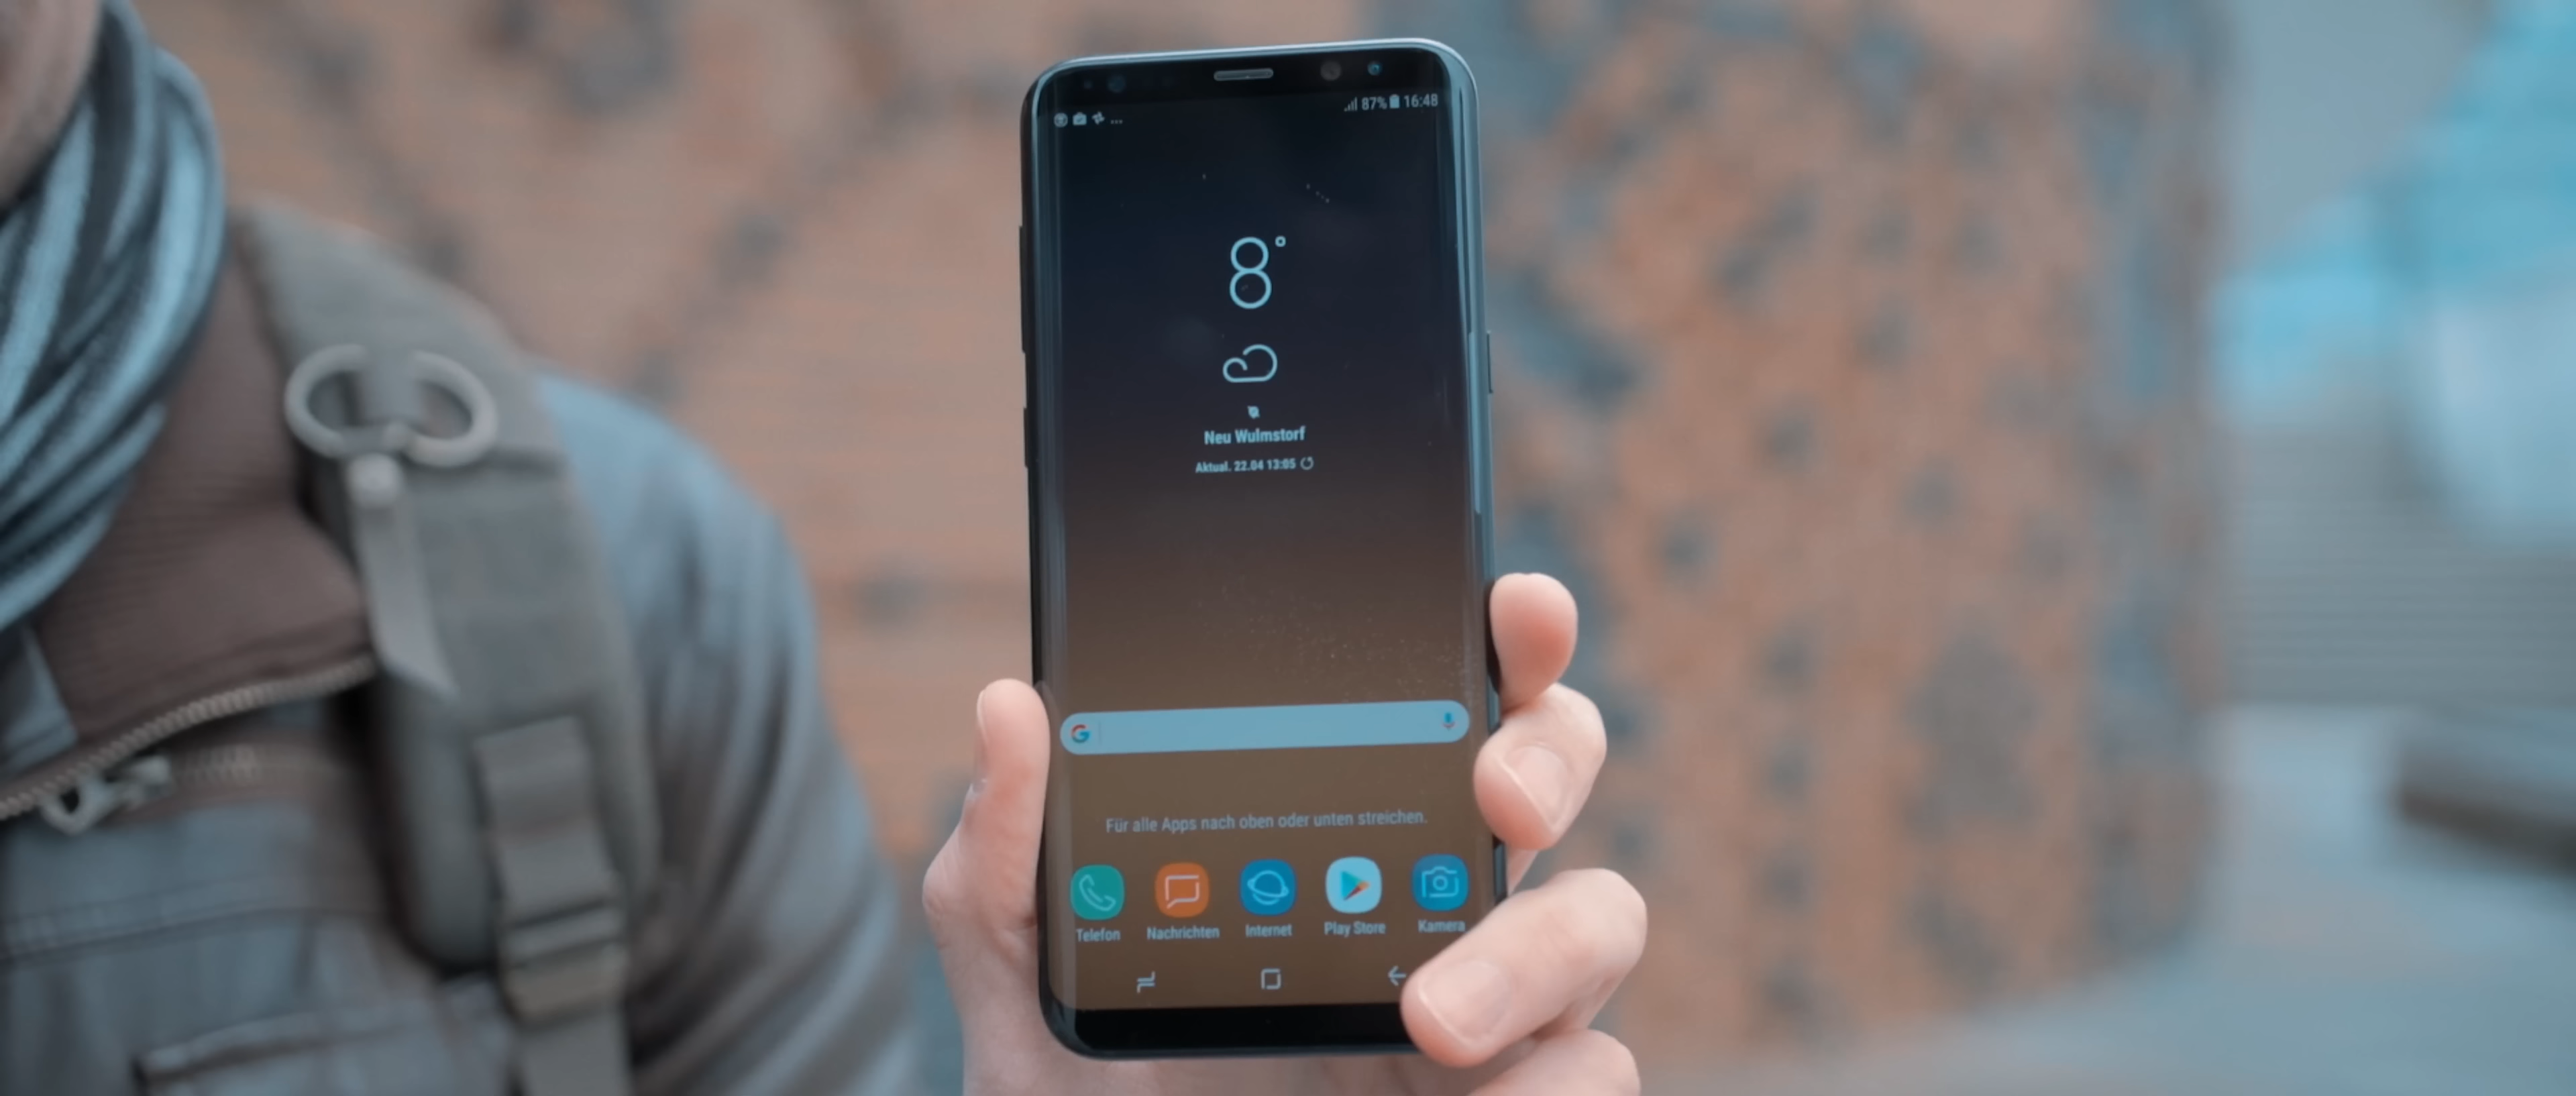 87% 16:48
8°
Neu Wulmstorf
Aktual. 22.04 13:05
G
Für alle Apps nach oben oder unten streichen.
Telefon Nachrichten Internet Play Store Kamera